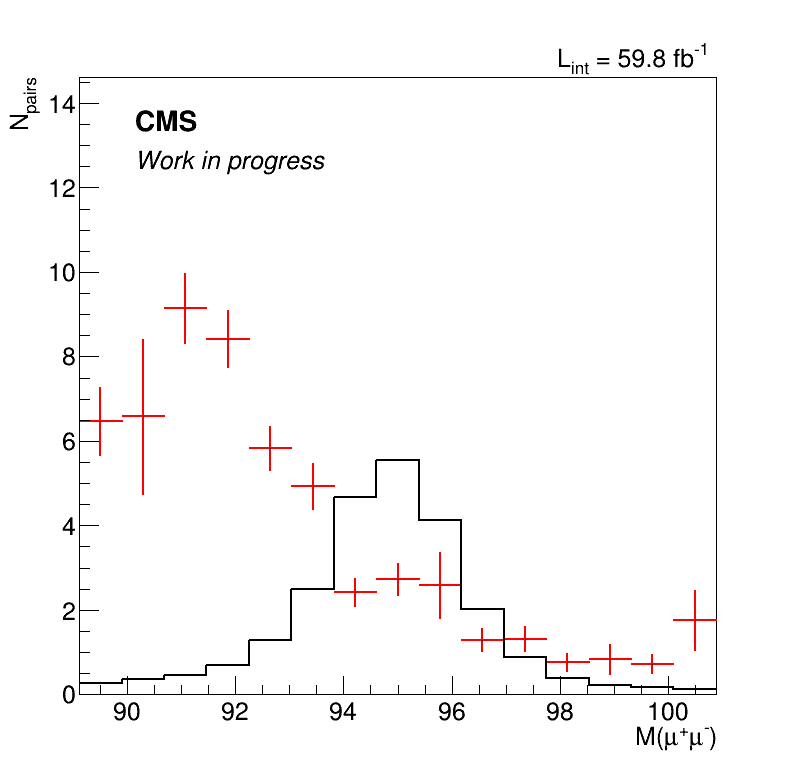 L_int = 59.8 fb^-1
N_pairs
CMS
Work in progress
14
12
10
8
6
4
2
0
90 92 94 96 98 100
M(μ⁺μ⁻)